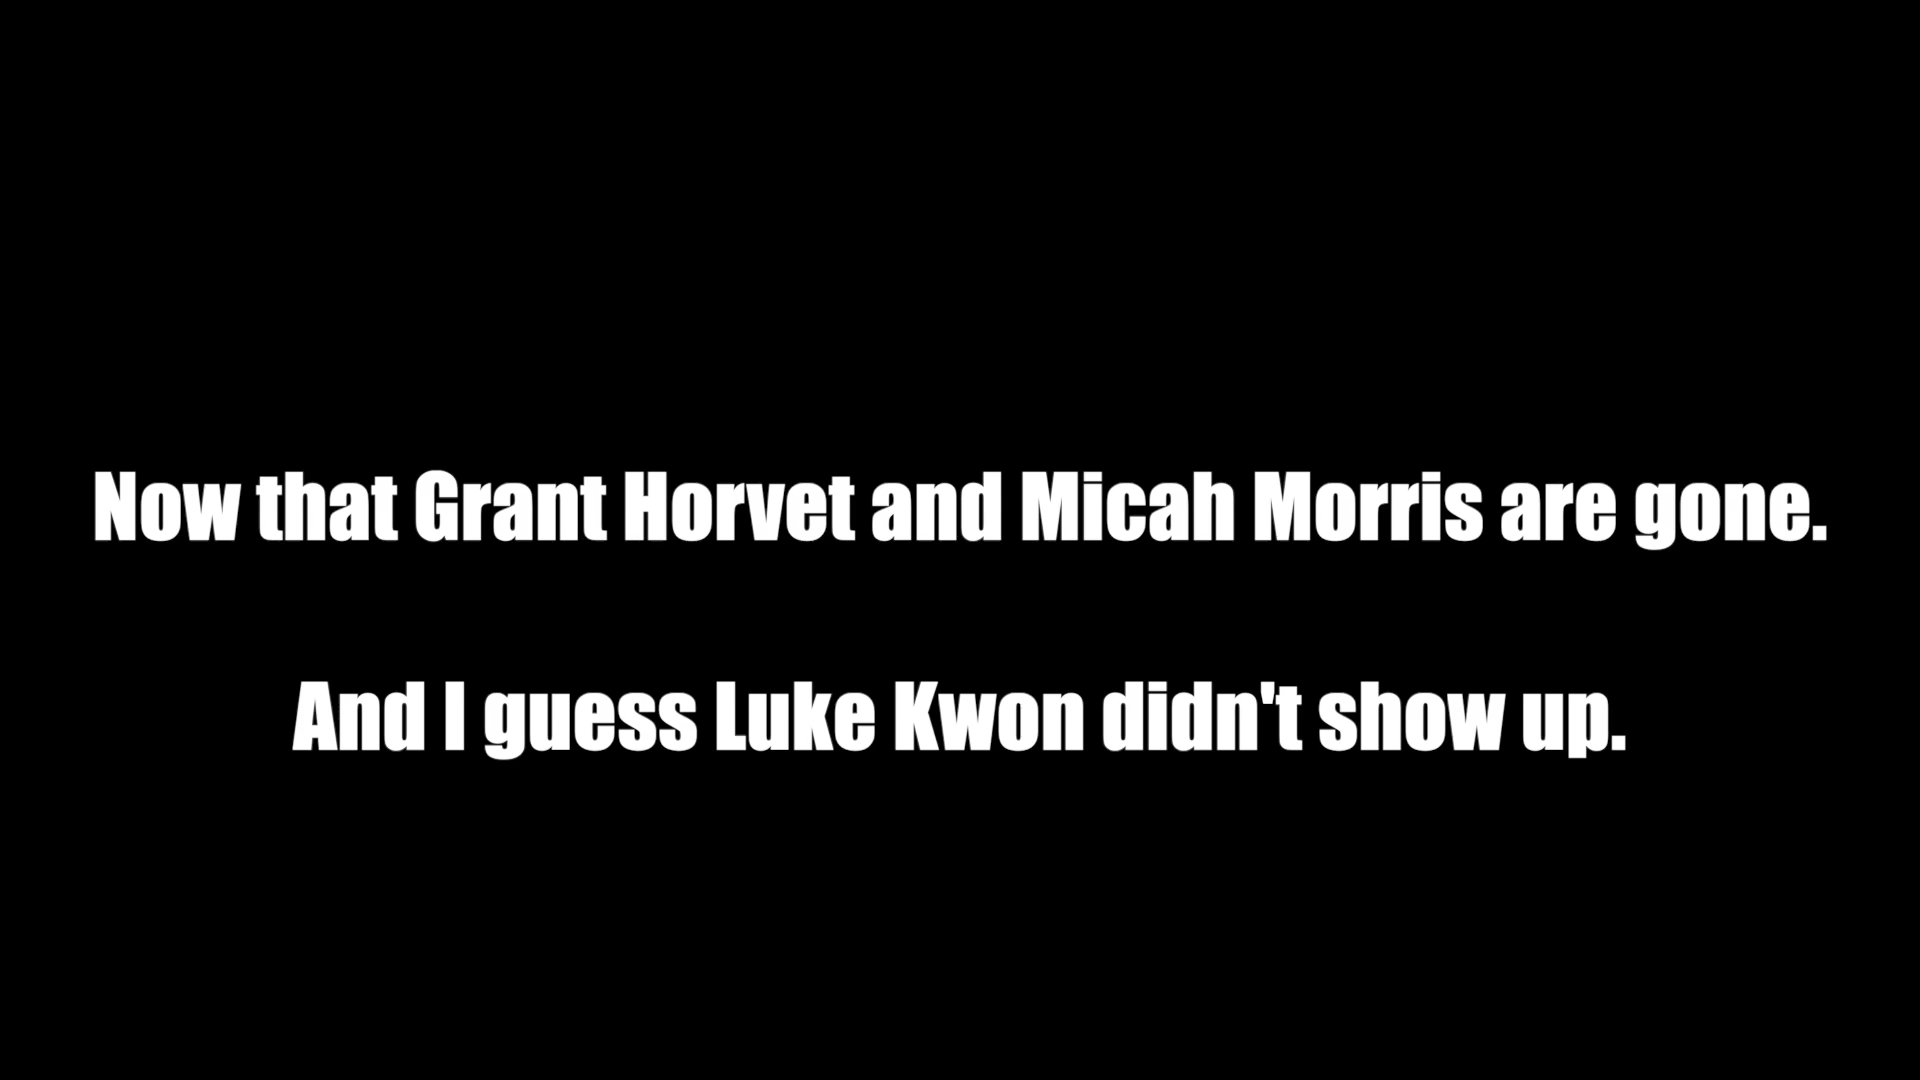 Now that Grant Horvet and Micah Morris are gone.
And I guess Luke Kwon didn't show up.